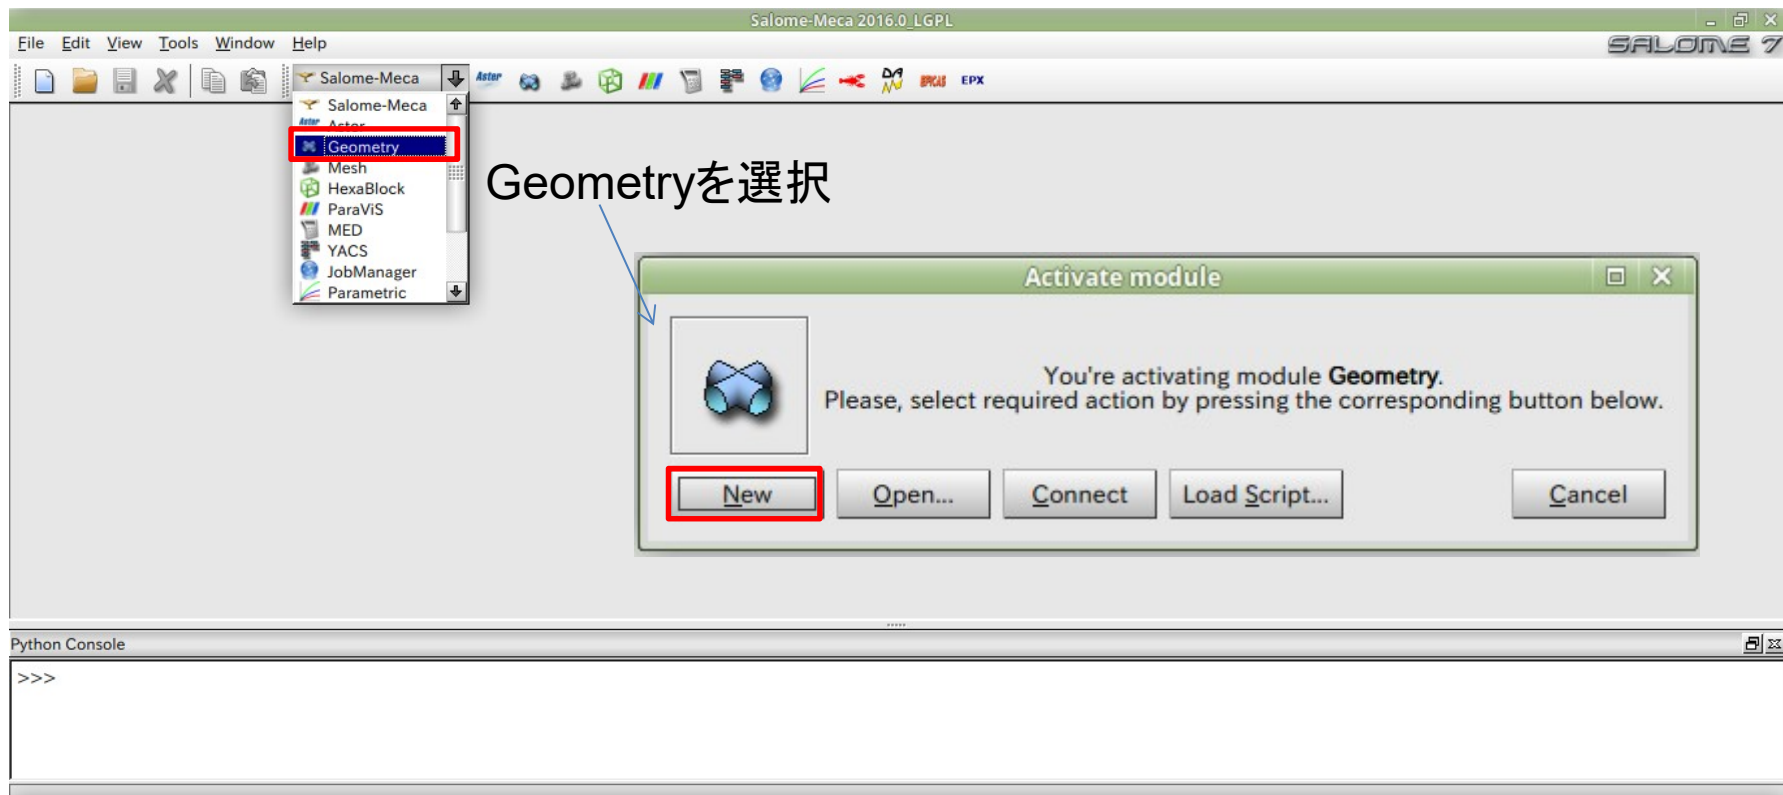 Salome-Meca 2016.0_LGPL
File Edit View Tools Window Help
SALOME 7
Salome-Meca
Aster
EFICAS
EPX
Salome-Meca
Aster
Geometry
Mesh
HexaBlock
ParaViS
MED
YACS
JobManager
Parametric
Geometryを選択
Activate module
You're activating module Geometry.
Please, select required action by pressing the corresponding button below.
New Open... Connect Load Script... Cancel
Python Console
>>>